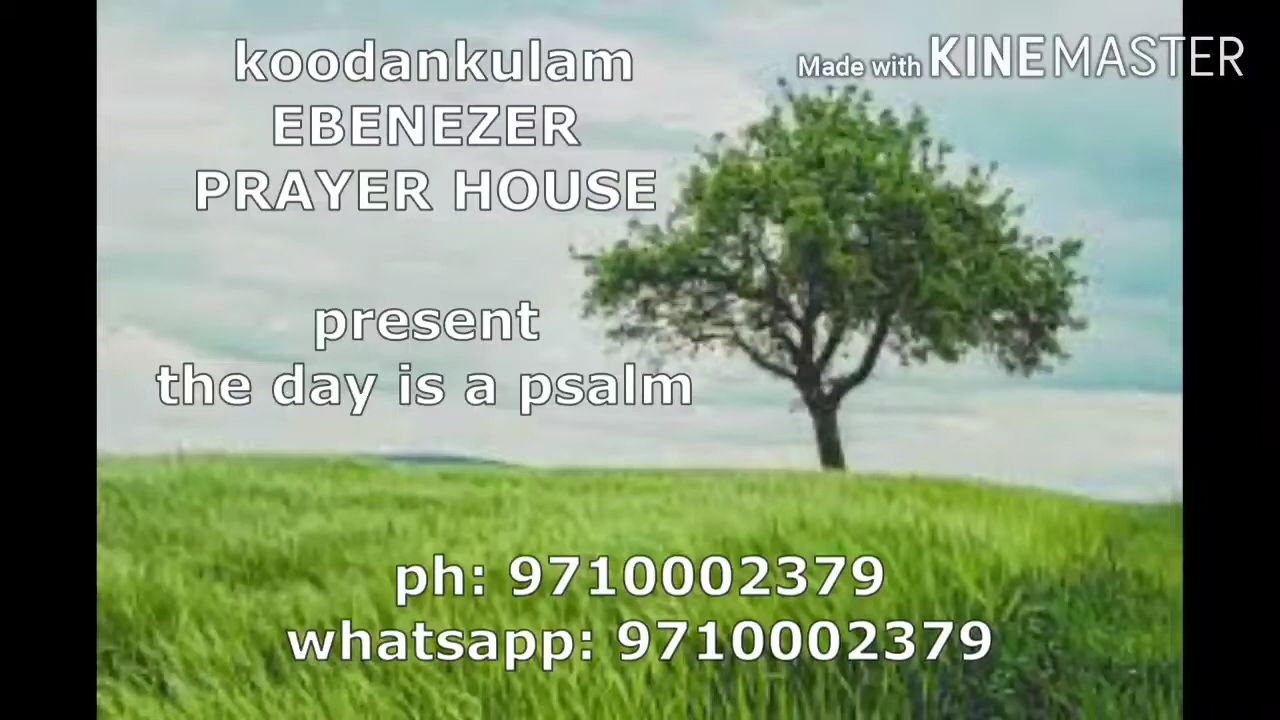 koodankulam
EBENEZER
PRAYER HOUSE
Made with KINEMASTER
present
the day is a psalm
ph: 9710002379
whatsapp: 9710002379